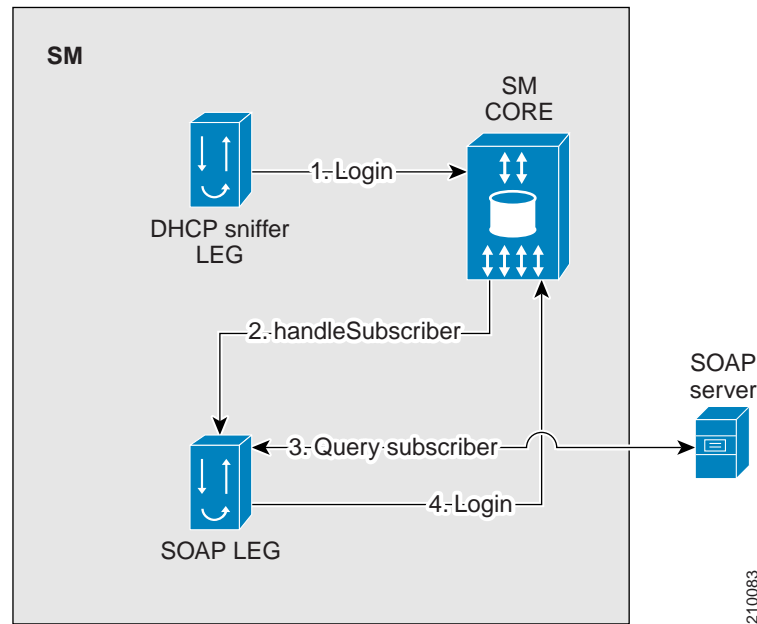 SM
SM
CORE
1. Login
DHCP sniffer
LEG
2. handleSubscriber
SOAP
server
3. Query subscriber
4. Login
SOAP LEG
210083